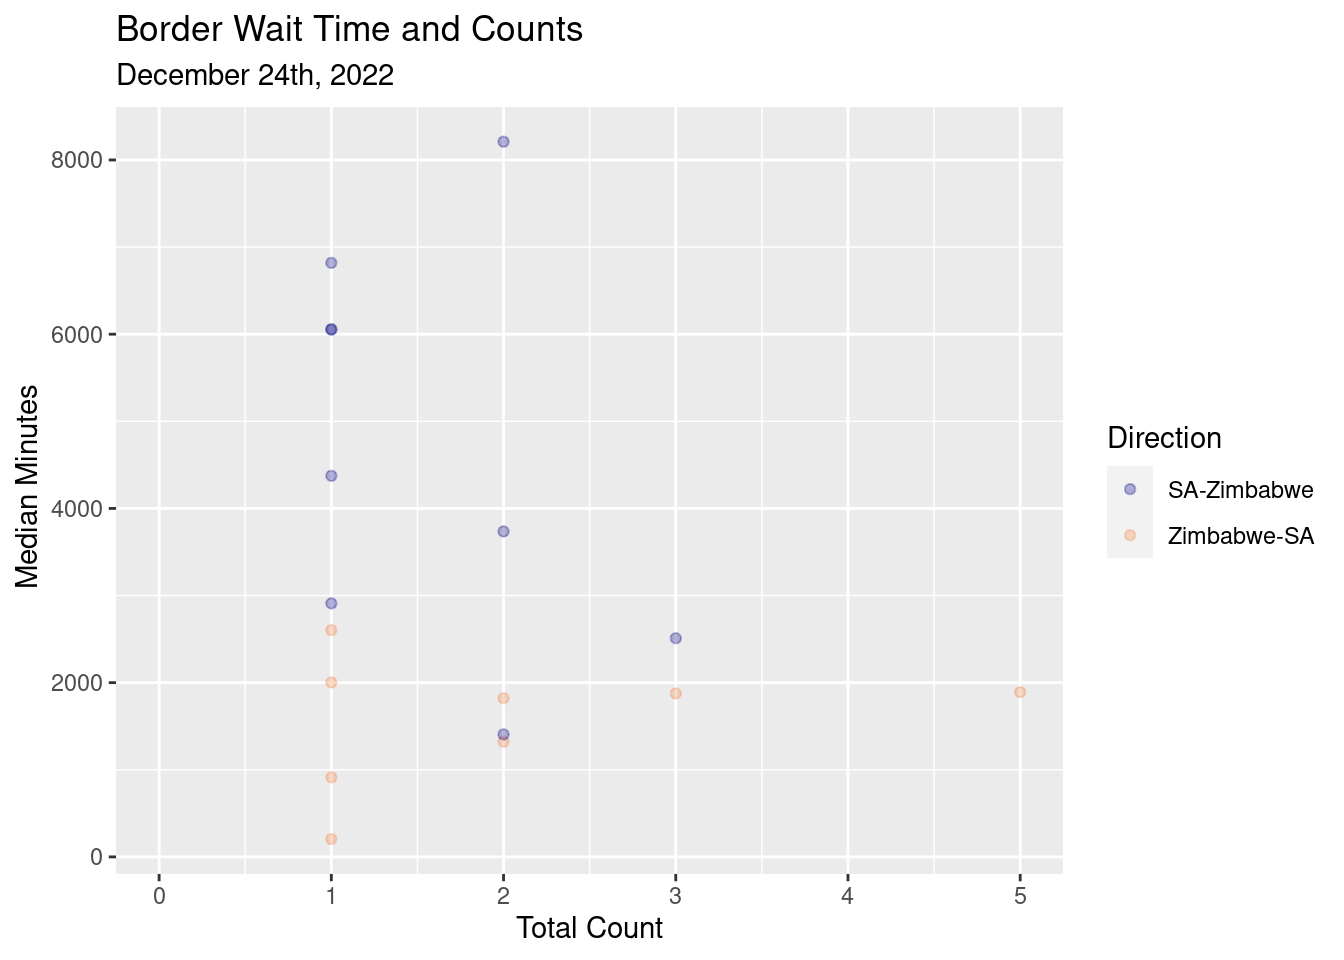 Border Wait Time and Counts
December 24th, 2022
8000
6000
4000
2000
0
Median Minutes
0 1 2 3 4 5
Total Count
Direction
SA-Zimbabwe
Zimbabwe-SA